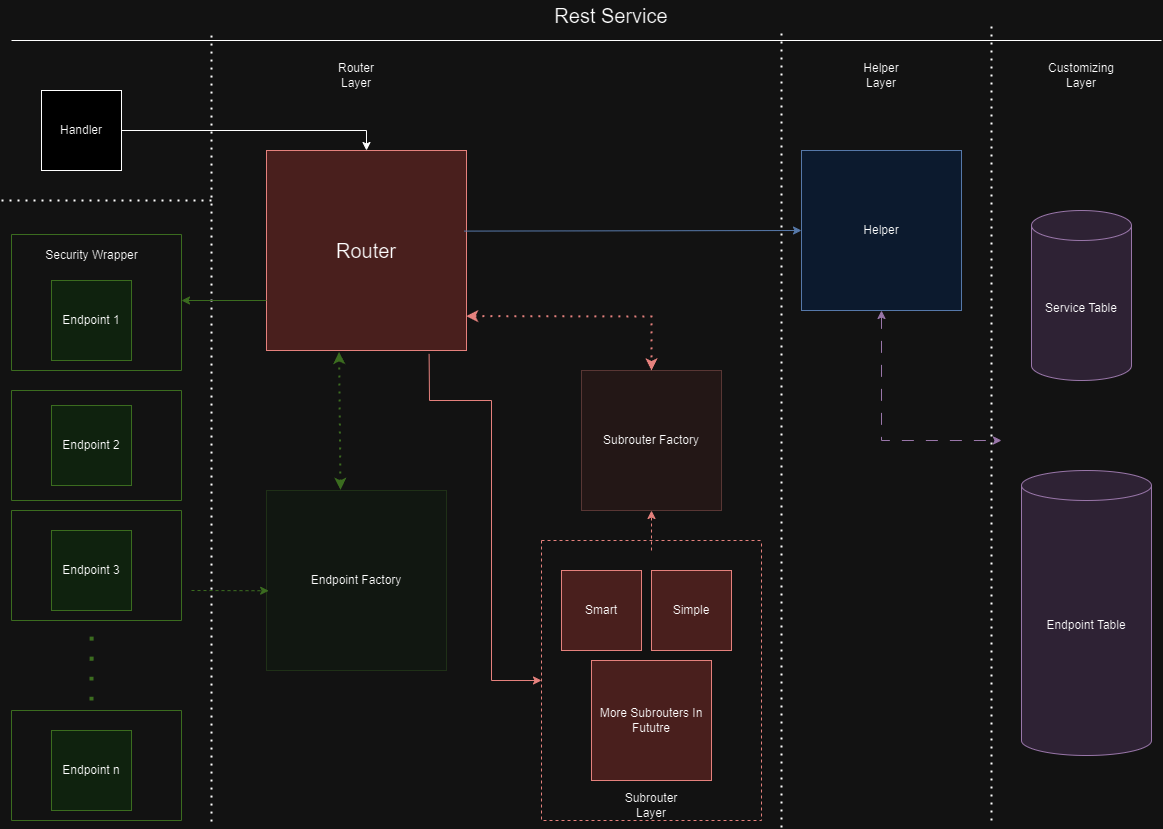 Rest Service
Router
Layer
Helper
Layer
Customizing
Layer
Handler
Router
Helper
Security Wrapper
Endpoint 1
Service Table
Endpoint 2
Subrouter Factory
Endpoint 3
Endpoint Factory
Smart
Simple
Endpoint Table
More Subrouters In
Fututre
Endpoint n
Subrouter
Layer